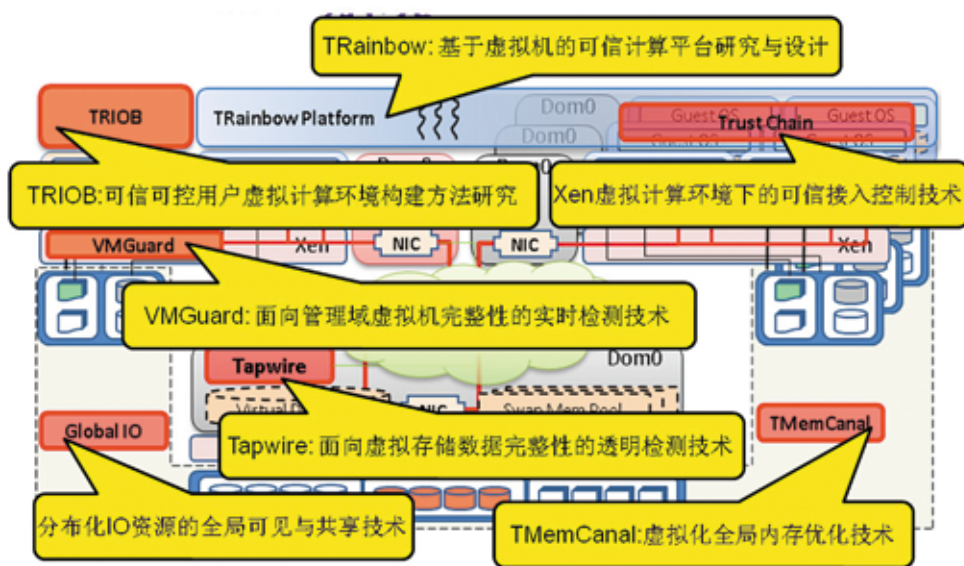 TRainbow: 基于虚拟机的可信计算平台研究与设计
TRIOB
TRainbow Platform
Dom0
Guest OS
Guest OS
Dom0
Trust Chain
Guest OS
TRIOB:可信可控用户虚拟计算环境构建方法研究
Xen虚拟计算环境下的可信接入控制技术
VMGuard
Xen
NIC
NIC
Xen
VMGuard: 面向管理域虚拟机完整性的实时检测技术
Tapwire
Dom0
NIC
Swap Mem Pool
Global IO
TMemCanal
Tapwire: 面向虚拟存储数据完整性的透明检测技术
分布化IO资源的全局可见与共享技术
TMemCanal:虚拟化全局内存优化技术